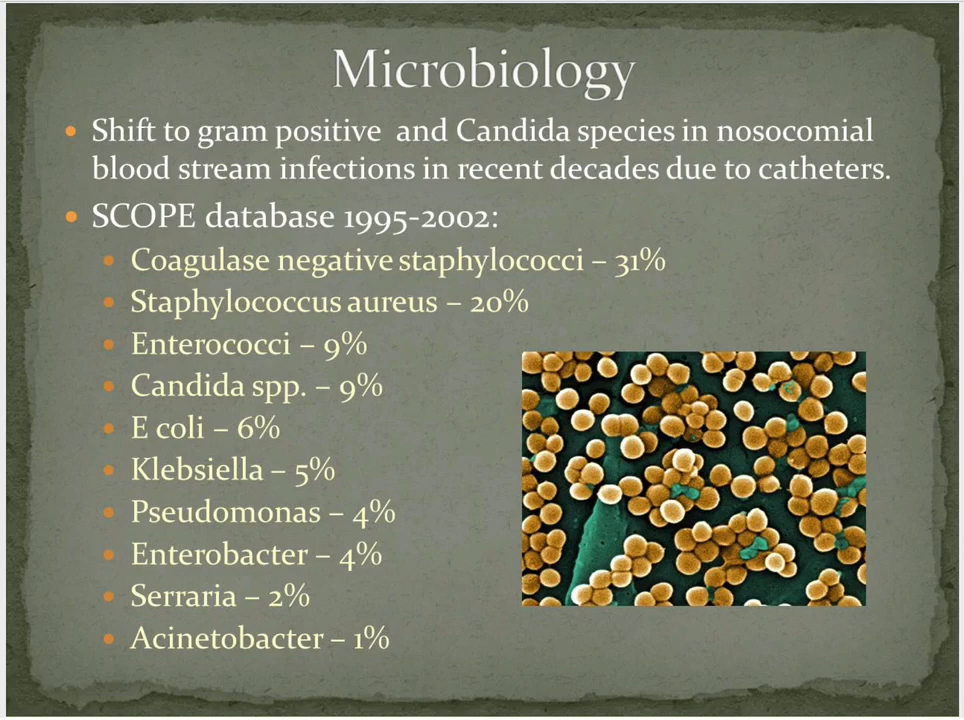 Microbiology
Shift to gram positive and Candida species in nosocomial
blood stream infections in recent decades due to catheters.
SCOPE database 1995-2002:
Coagulase negative staphylococci – 31%
Staphylococcus aureus – 20%
Enterococci – 9%
Candida spp. – 9%
E coli – 6%
Klebsiella – 5%
Pseudomonas – 4%
Enterobacter – 4%
Serraria – 2%
Acinetobacter – 1%